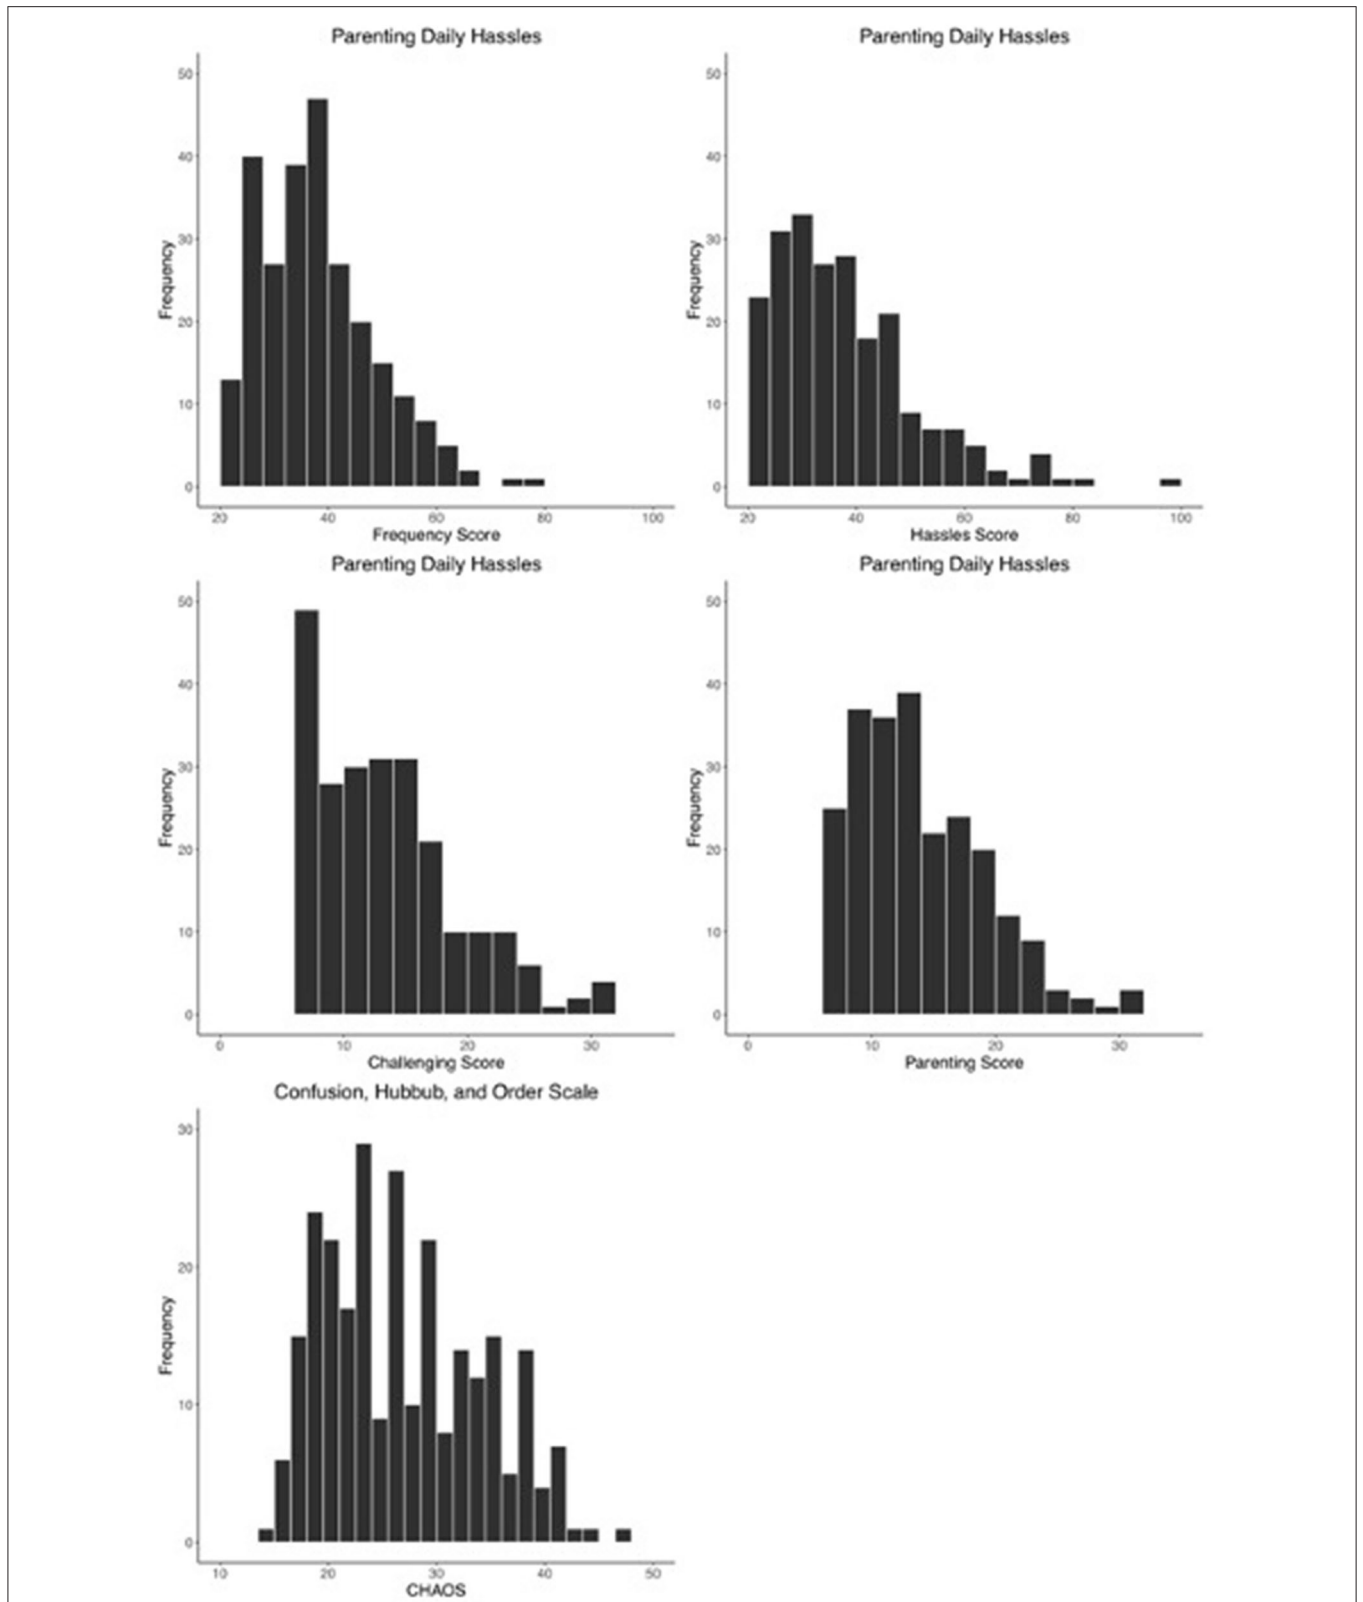 Parenting Daily Hassles
50
40
30
20
10
0
Frequency
20 40 60 80 100
Frequency Score
Parenting Daily Hassles
50
40
30
20
10
0
Frequency
20 40 60 80 100
Hassles Score
Parenting Daily Hassles
50
40
30
20
10
0
Frequency
0 10 20 30
Challenging Score
Parenting Daily Hassles
50
40
30
20
10
0
Frequency
0 10 20 30
Parenting Score
Confusion, Hubbub, and Order Scale
30
20
10
0
Frequency
10 20 30 40 50
CHAOS